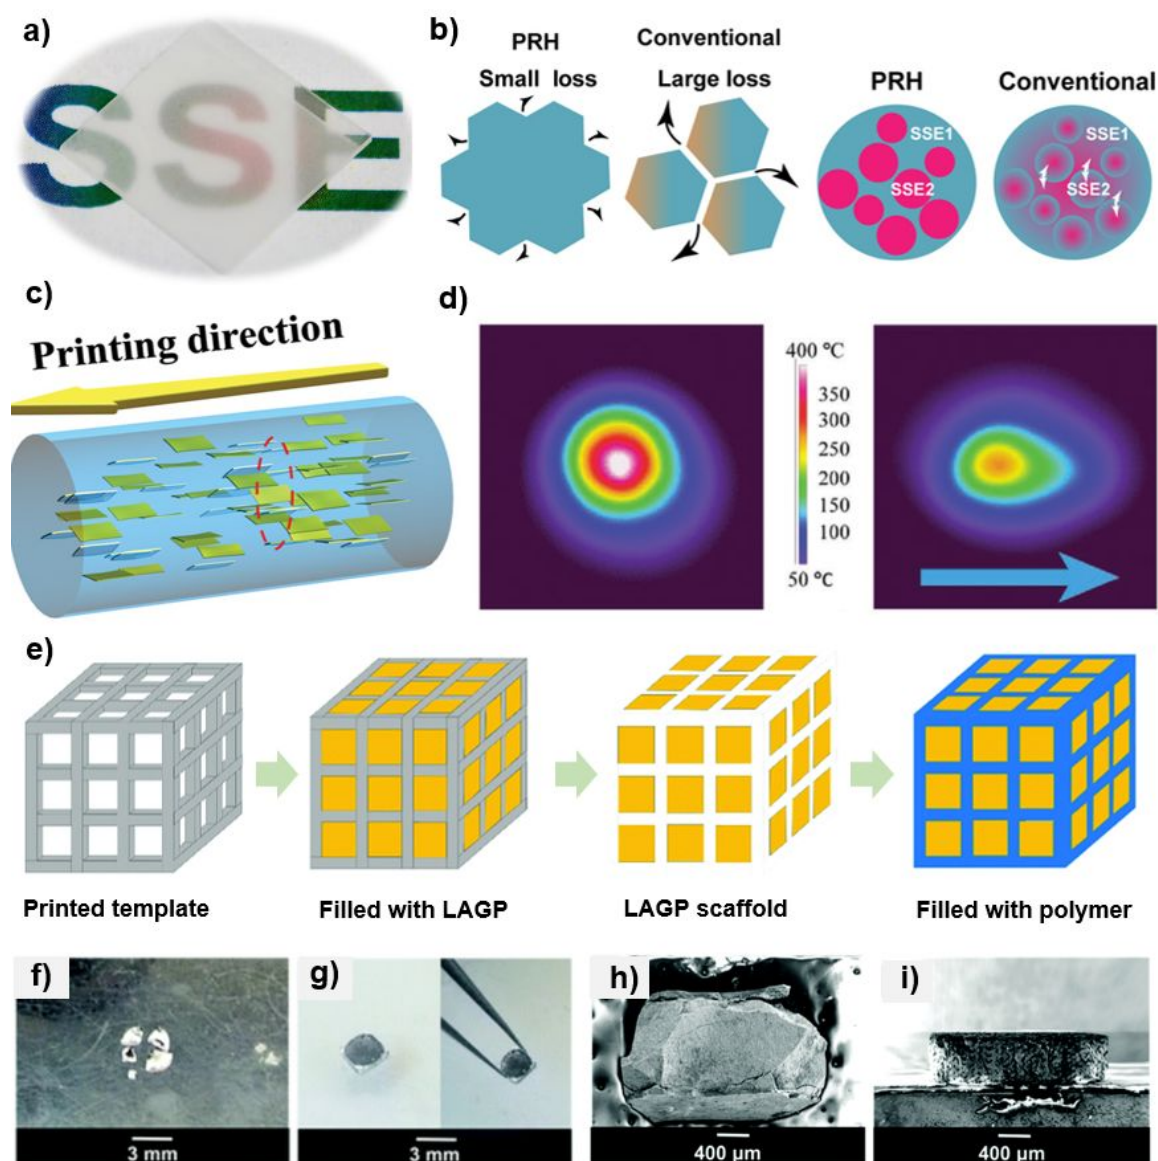 a)
SSE
b)
PRH
Small loss
Conventional
Large loss
PRH
SSE1
SSE2
Conventional
SSE1
SSE2
c)
Printing direction
d)
400 ℃
350
300
250
200
150
100
50 ℃
e)
Printed template
Filled with LAGP
LAGP scaffold
Filled with polymer
f)
3 mm
g)
3 mm
h)
400 μm
i)
400 μm